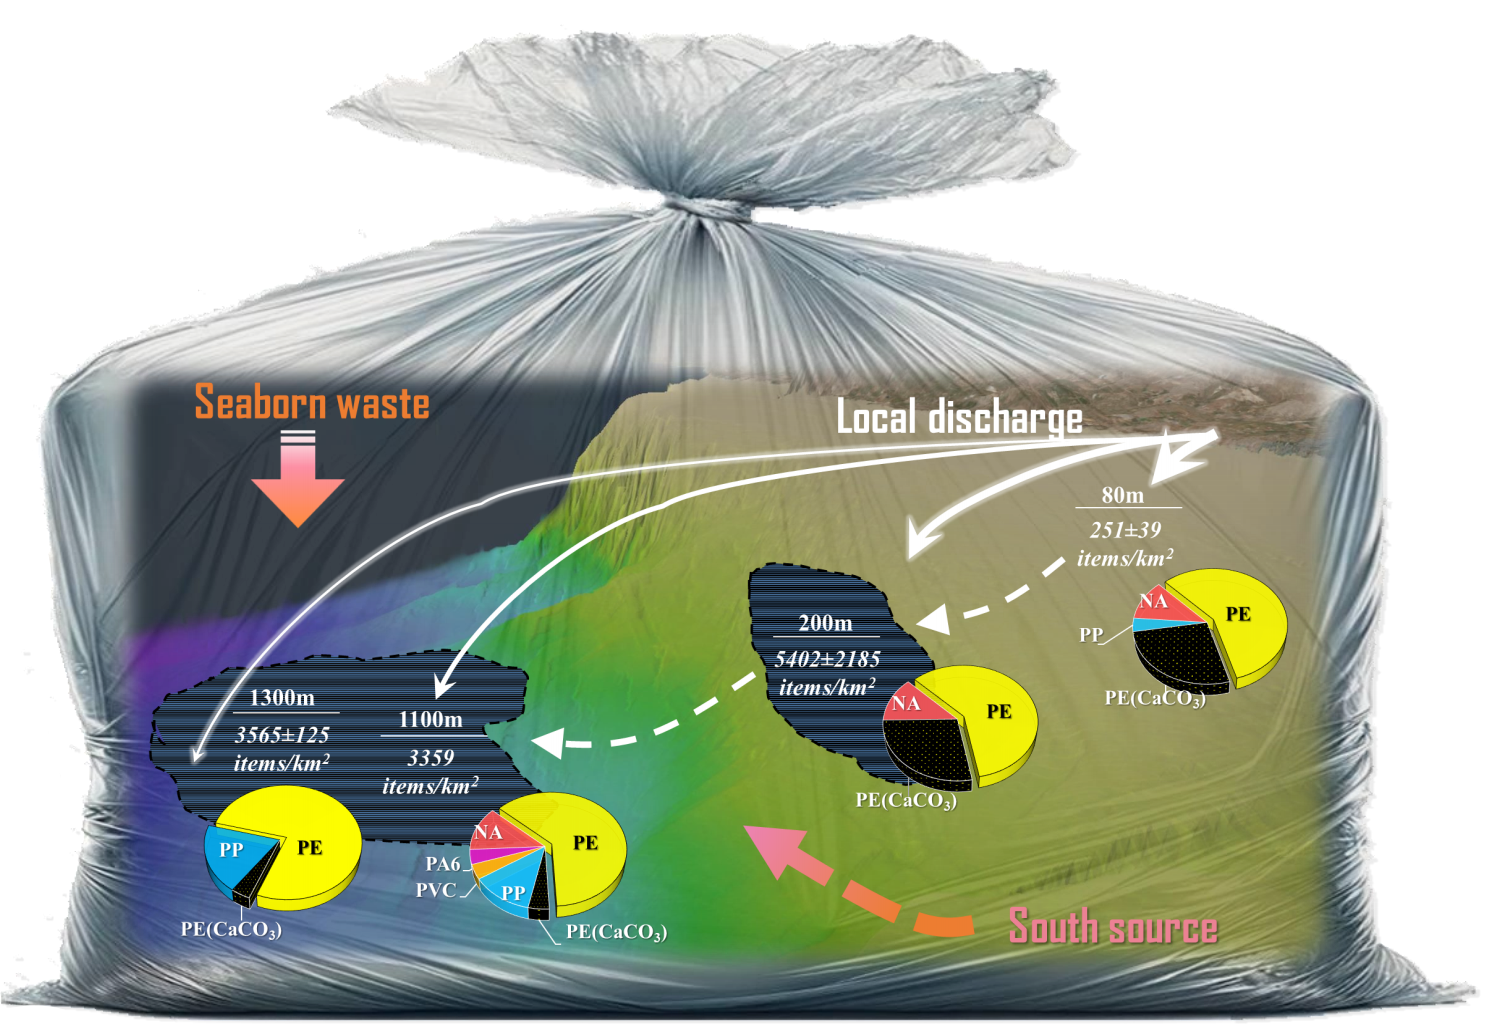 Seaborn waste
Local discharge
80m
251±39
items/km²
NA
PE
PP
PE(CaCO₃)
200m
5402±2185
items/km²
NA
PE
PE(CaCO₃)
1300m
3565±125
items/km²
1100m
3359
items/km²
PP
PE
PE(CaCO₃)
NA
PE
PA6
PVC
PP
PE(CaCO₃)
South source